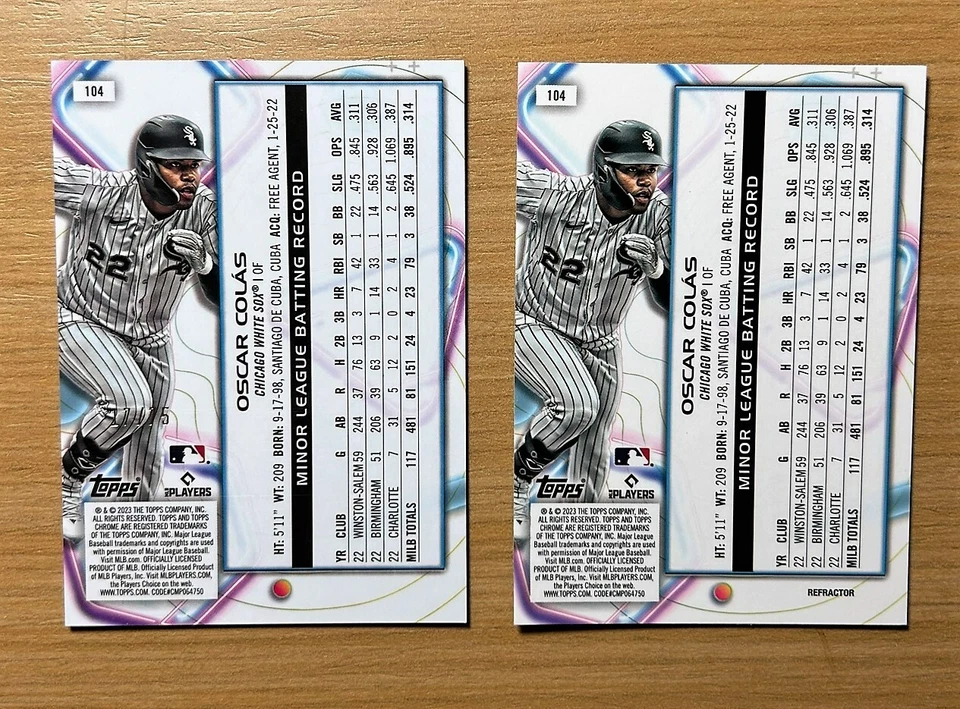 104
22
OSCAR COLÁS
CHICAGO WHITE SOX® | OF
HT: 5'11" WT: 209 BORN: 9-17-98, SANTIAGO DE CUBA, CUBA ACQ: FREE AGENT, 1-25-22
MINOR LEAGUE BATTING RECORD
YR CLUB G AB R H 2B 3B HR RBI SB BB SLG OPS AVG
22 WINSTON-SALEM 59 244 37 76 13 3 7 42 1 22 .475 .845 .311
22 BIRMINGHAM 51 206 39 63 9 1 14 33 1 14 .563 .928 .306
22 CHARLOTTE 7 31 5 12 2 0 2 4 1 2 .645 1.069 .387
MiLB TOTALS 117 481 81 151 24 4 23 79 3 38 .524 .895 .314
Topps
PLAYERS
® & © 2023 THE TOPPS COMPANY, INC.
ALL RIGHTS RESERVED. TOPPS AND TOPPS
CHROME ARE REGISTERED TRADEMARKS
OF THE TOPPS COMPANY, INC. Major League
Baseball trademarks and copyrights are used
with permission of Major League Baseball.
Visit MLB.com. OFFICIALLY LICENSED
PRODUCT OF MLB. Officially Licensed Product
of MLB Players, Inc. Visit MLBPLAYERS.COM,
the Players Choice on the web.
WWW.TOPPS.COM. CODE#CMP064750
104
22
OSCAR COLÁS
CHICAGO WHITE SOX® | OF
HT: 5'11" WT: 209 BORN: 9-17-98, SANTIAGO DE CUBA, CUBA ACQ: FREE AGENT, 1-25-22
MINOR LEAGUE BATTING RECORD
YR CLUB G AB R H 2B 3B HR RBI SB BB SLG OPS AVG
22 WINSTON-SALEM 59 244 37 76 13 3 7 42 1 22 .475 .845 .311
22 BIRMINGHAM 51 206 39 63 9 1 14 33 1 14 .563 .928 .306
22 CHARLOTTE 7 31 5 12 2 0 2 4 1 2 .645 1.069 .387
MiLB TOTALS 117 481 81 151 24 4 23 79 3 38 .524 .895 .314
Topps
PLAYERS
® & © 2023 THE TOPPS COMPANY, INC.
ALL RIGHTS RESERVED. TOPPS AND TOPPS
CHROME ARE REGISTERED TRADEMARKS
OF THE TOPPS COMPANY, INC. Major League
Baseball trademarks and copyrights are used
with permission of Major League Baseball.
Visit MLB.com. OFFICIALLY LICENSED
PRODUCT OF MLB. Officially Licensed Product
of MLB Players, Inc. Visit MLBPLAYERS.COM,
the Players Choice on the web.
WWW.TOPPS.COM. CODE#CMP064750
REFRACTOR